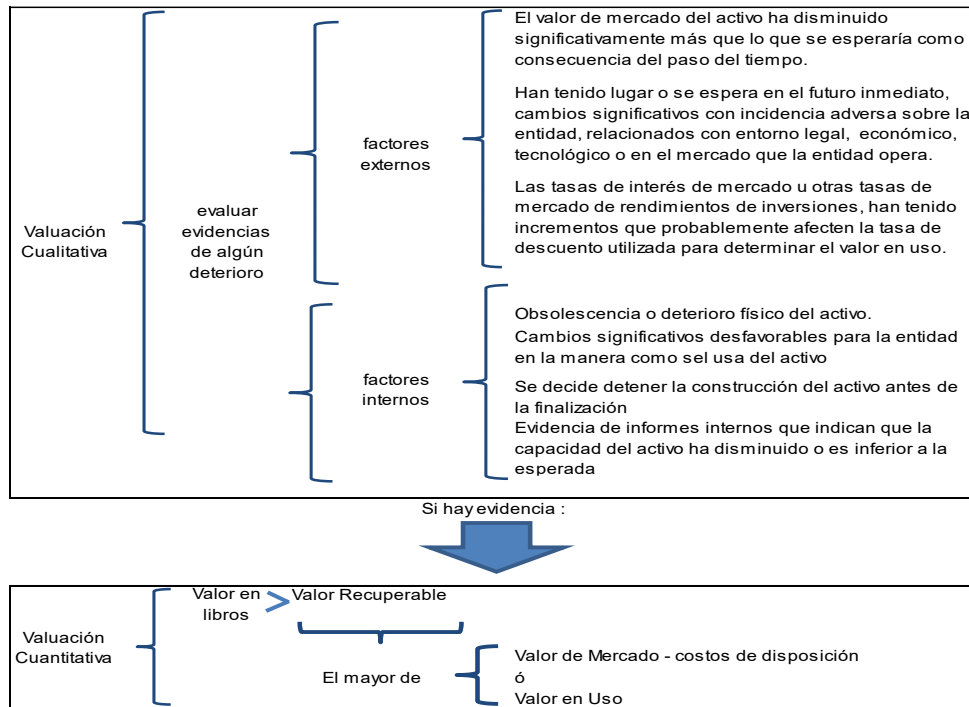 Valuación
Cualitativa
evaluar
evidencias
de algún
deterioro
factores
externos
El valor de mercado del activo ha disminuido
significativamente más que lo que se esperaría como
consecuencia del paso del tiempo.
Han tenido lugar o se espera en el futuro inmediato,
cambios significativos con incidencia adversa sobre la
entidad, relacionados con entorno legal, económico,
tecnológico o en el mercado que la entidad opera.
Las tasas de interés de mercado u otras tasas de
mercado de rendimientos de inversiones, han tenido
incrementos que probablemente afecten la tasa de
descuento utilizada para determinar el valor en uso.
factores
internos
Obsolescencia o deterioro físico del activo.
Cambios significativos desfavorables para la entidad
en la manera como sel usa del activo
Se decide detener la construcción del activo antes de
la finalización
Evidencia de informes internos que indican que la
capacidad del activo ha disminuido o es inferior a la
esperada
Si hay evidencia :
Valuación
Cuantitativa
Valor en
libros
>
Valor Recuperable
El mayor de
Valor de Mercado - costos de disposición
ó
Valor en Uso